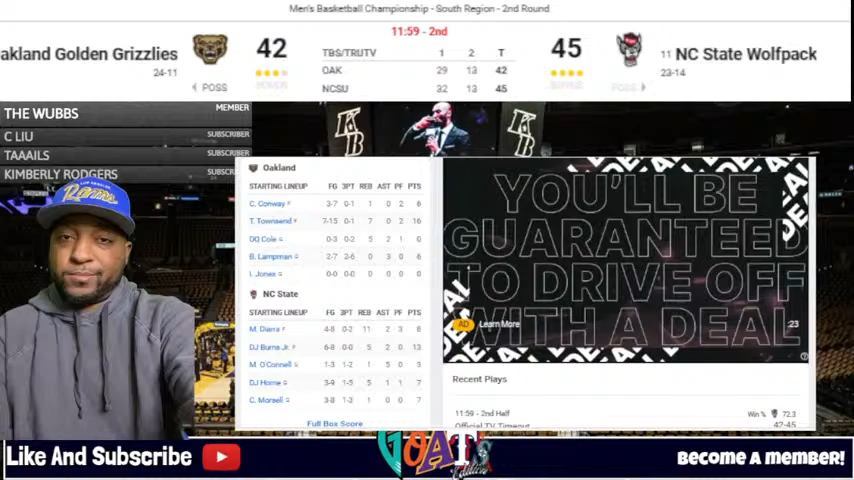 Men's Basketball Championship - South Region - 2nd Round
akland Golden Grizzlies
24-11
POSS
42
11:59 - 2nd
TBS/TRUTV 1 2 T
OAK 29 13 42
NCSU 32 13 45
45
11 NC State Wolfpack
23-14
POSS
THE WUBBS MEMBER
C LIU SUBSCRIBER
TAAAILS SUBSCRIBER
KIMBERLY RODGERS SUBSCRIBER
KB
KB
Rams
Oakland
STARTING LINEUP FG 3PT REB AST PF PTS
C. Conway F 3-7 0-1 1 0 2 8
T. Townsend F 7-15 0-1 7 0 2 16
DQ Cole G 0-3 0-2 5 2 1 0
B. Lampman G 2-7 2-6 0 3 0 6
I. Jones G 0-0 0-0 0 0 0 0
NC State
STARTING LINEUP FG 3PT REB AST PF PTS
M. Diarra F 4-8 0-2 11 2 3 8
DJ Burns Jr. F 6-8 0-0 5 2 0 13
M. O'Connell G 1-3 1-2 1 5 0 3
DJ Horne G 3-9 1-5 5 1 1 7
C. Morsell G 3-8 1-3 1 0 0 7
Full Box Score
YOU'LL BE
GUARANTEED
TO DRIVE OFF
WITH A DEAL
AD Learn More :23
Recent Plays
11:59 - 2nd Half Win % 72.3
Official TV Timeout 42-45
Like And Subscribe
GOAT
Become a member!